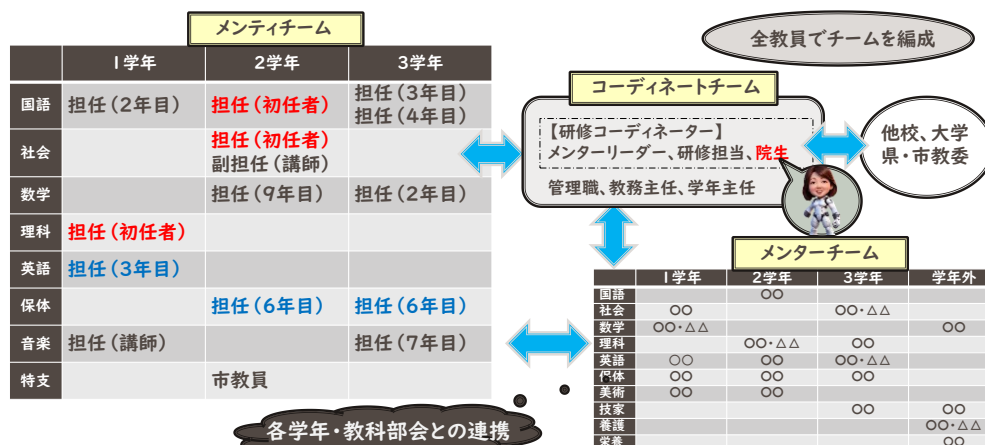 メンティチーム
1学年 2学年 3学年
国語 担任(2年目) 担任(初任者) 担任(3年目)
担任(4年目)
社会 担任(初任者)
副担任(講師)
数学 担任(9年目) 担任(2年目)
理科 担任(初任者)
英語 担任(3年目)
保体 担任(6年目) 担任(6年目)
音楽 担任(講師) 担任(7年目)
特支 市教員
各学年・教科部会との連携
全教員でチームを編成
コーディネートチーム
【研修コーディネーター】
メンターリーダー、研修担当、院生
管理職、教務主任、学年主任
他校、大学
県・市教委
メンターチーム
1学年 2学年 3学年 学年外
国語 〇〇
社会 〇〇 〇〇・△△
数学 〇〇・△△ 〇〇
理科 〇〇・△△ 〇〇
英語 〇〇 〇〇 〇〇・△△
保体 〇〇 〇〇 〇〇
美術 〇〇 〇〇
技家 〇〇 〇〇
養護 〇〇・△△
栄養 〇〇